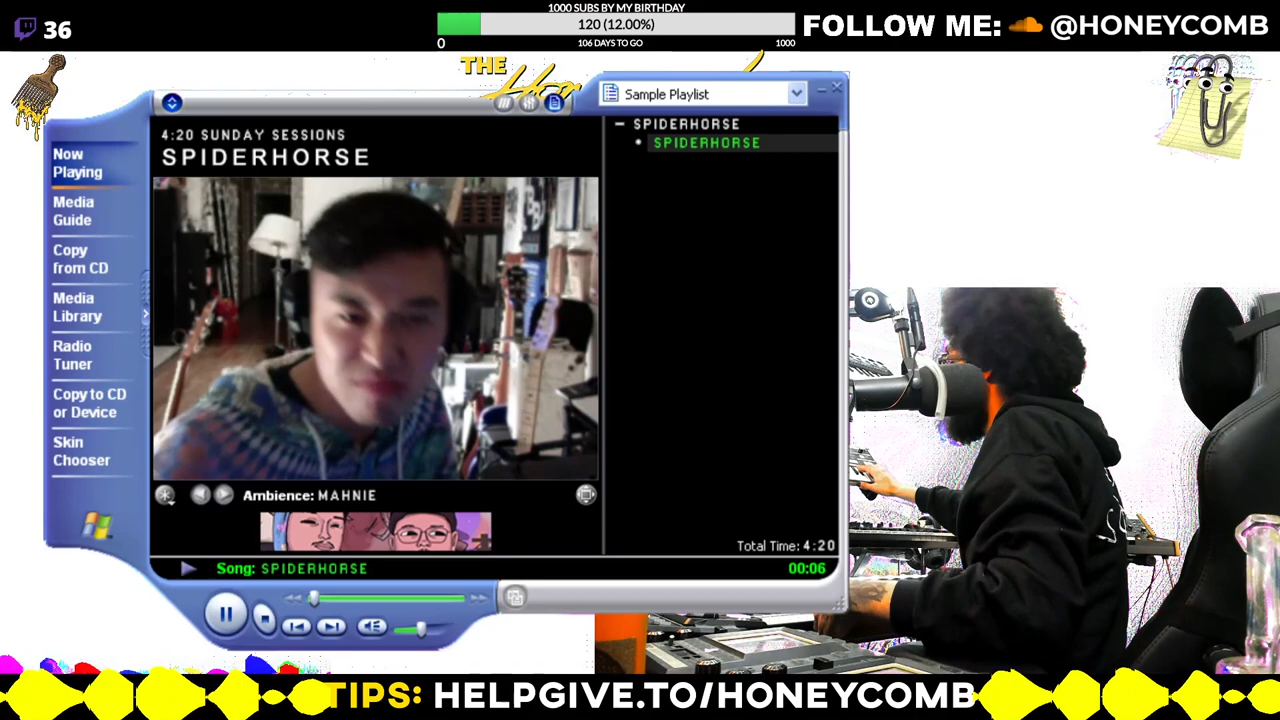 36
1000 SUBS BY MY BIRTHDAY
120 (12.00%)
0
106 DAYS TO GO
1000
FOLLOW ME:
@HONEYCOMB
THE
Sample Playlist
4:20 SUNDAY SESSIONS
SPIDERHORSE
SPIDERHORSE
SPIDERHORSE
Now
Playing
Media
Guide
Copy
from CD
Media
Library
Radio
Tuner
Copy to CD
or Device
Skin
Chooser
Ambience: MAHNIE
Total Time: 4:20
Song: SPIDERHORSE
00:06
TIPS: HELPGIVE.TO/HONEYCOMB